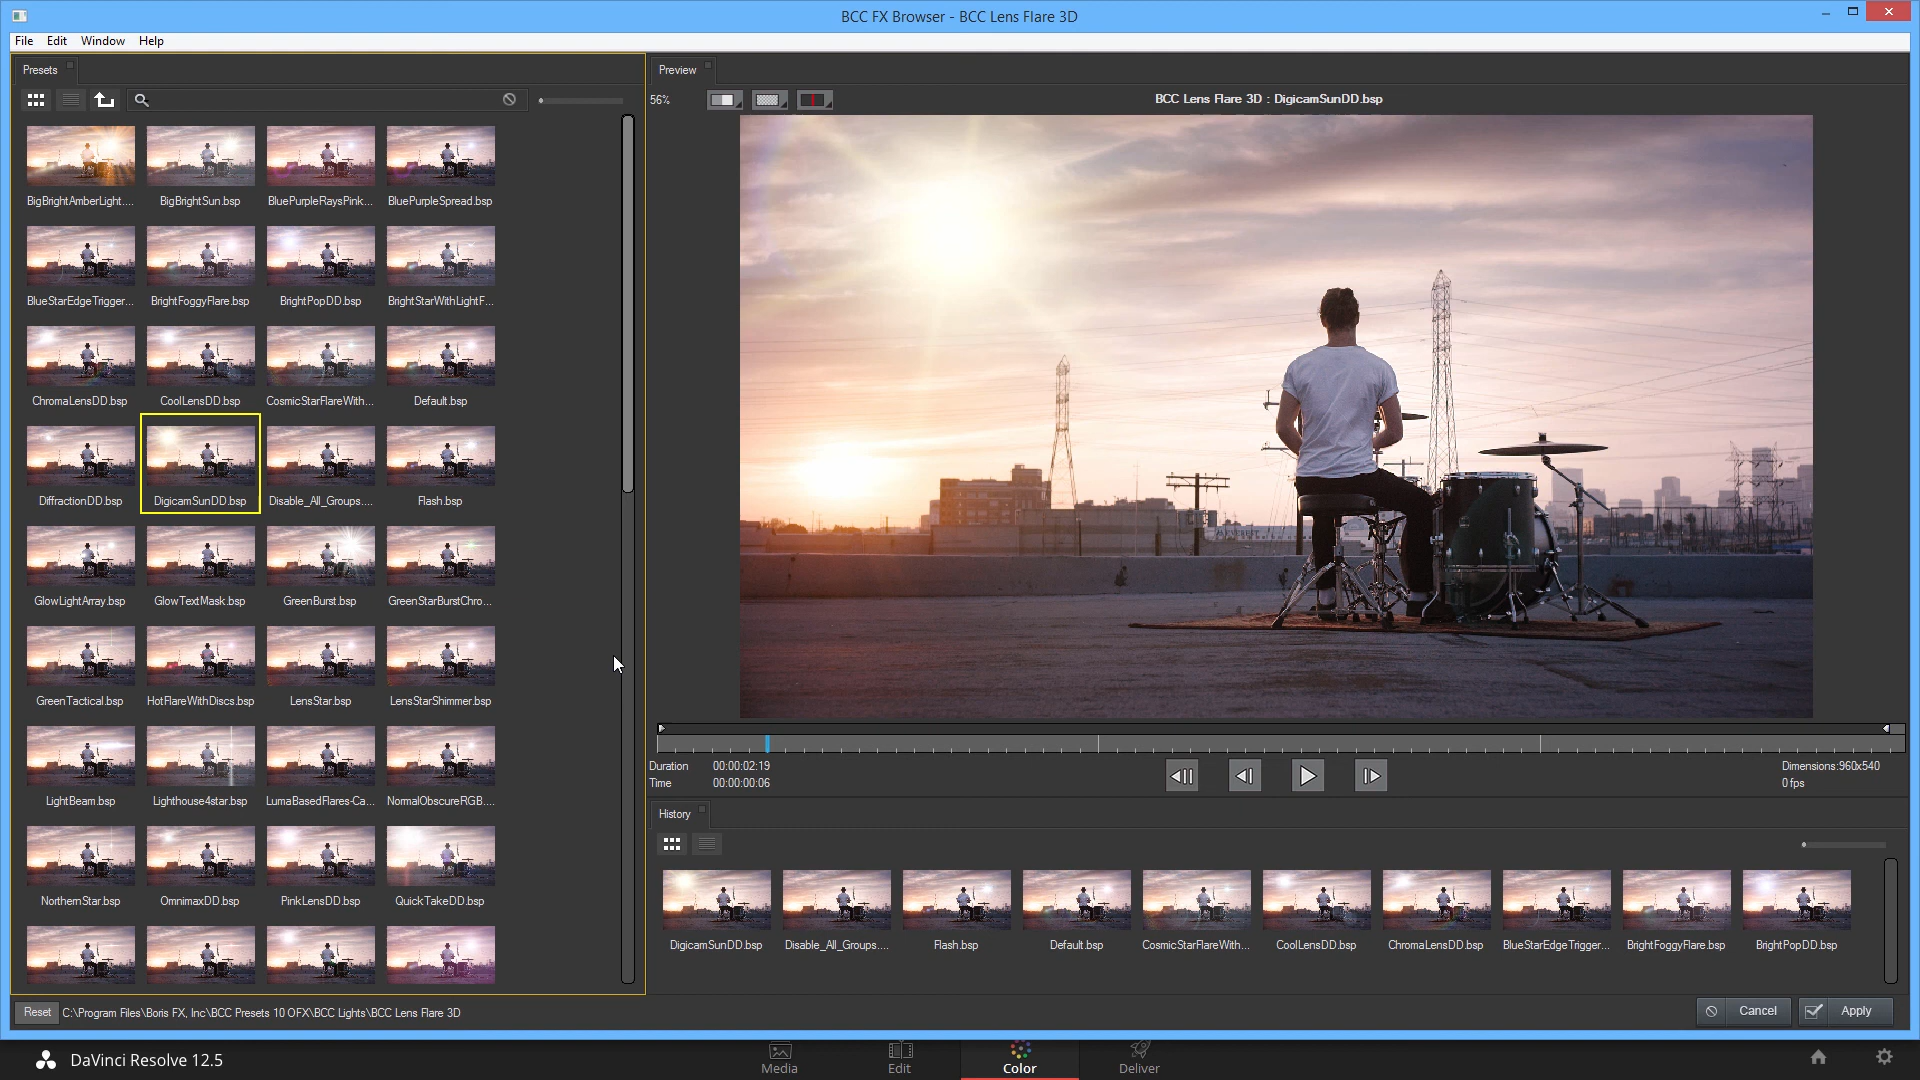 BCC FX Browser - BCC Lens Flare 3D
File Edit Window Help
Presets
Preview
56%
BCC Lens Flare 3D : DigicamSunDD.bsp
BigBrightAmberLight.... BigBrightSun.bsp BluePurpleRaysPink... BluePurpleSpread.bsp
BlueStarEdgeTrigger... BrightFoggyFlare.bsp BrightPopDD.bsp BrightStarWithLightF...
ChromaLensDD.bsp CoolLensDD.bsp CosmicStarFlareWith... Default.bsp
DiffractionDD.bsp DigicamSunDD.bsp Disable_All_Groups.... Flash.bsp
GlowLightArray.bsp GlowTextMask.bsp GreenBurst.bsp GreenStarBurstChro...
GreenTactical.bsp HotFlareWithDiscs.bsp LensStar.bsp LensStarShimmer.bsp
LightBeam.bsp Lighthouse4star.bsp LumaBasedFlares-Ca... NormalObscureRGB....
NorthernStar.bsp OmnimaxDD.bsp PinkLensDD.bsp QuickTakeDD.bsp
Duration 00:00:02:19
Time 00:00:00:06
Dimensions:960x540
0 fps
History
DigicamSunDD.bsp Disable_All_Groups.... Flash.bsp Default.bsp CosmicStarFlareWith... CoolLensDD.bsp ChromaLensDD.bsp BlueStarEdgeTrigger... BrightFoggyFlare.bsp BrightPopDD.bsp
Reset C:\Program Files\Boris FX, Inc\BCC Presets 10 OFX\BCC Lights\BCC Lens Flare 3D
Cancel Apply
DaVinci Resolve 12.5
Media Edit Color Deliver